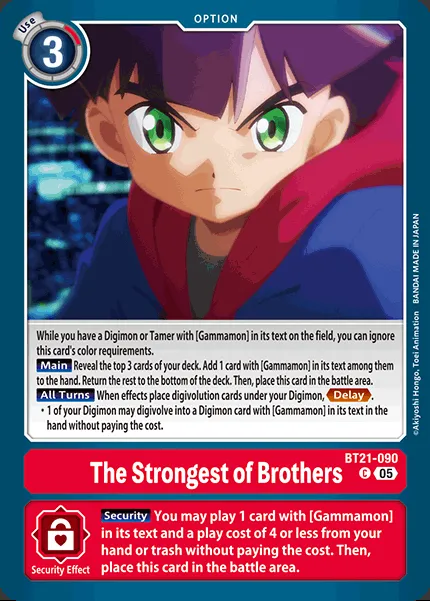 OPTION
Use
3
While you have a Digimon or Tamer with [Gammamon] in its text on the field, you can ignore
this card's color requirements.
Main Reveal the top 3 cards of your deck. Add 1 card with [Gammamon] in its text among them
to the hand. Return the rest to the bottom of the deck. Then, place this card in the battle area.
All Turns When effects place digivolution cards under your Digimon, Delay.
・1 of your Digimon may digivolve into a Digimon card with [Gammamon] in its text in the
hand without paying the cost.
©Akiyoshi Hongo, Toei Animation BANDAI MADE IN JAPAN
BT21-090
The Strongest of Brothers C 05
Security You may play 1 card with [Gammamon]
in its text and a play cost of 4 or less from your
hand or trash without paying the cost. Then,
place this card in the battle area.
Security Effect